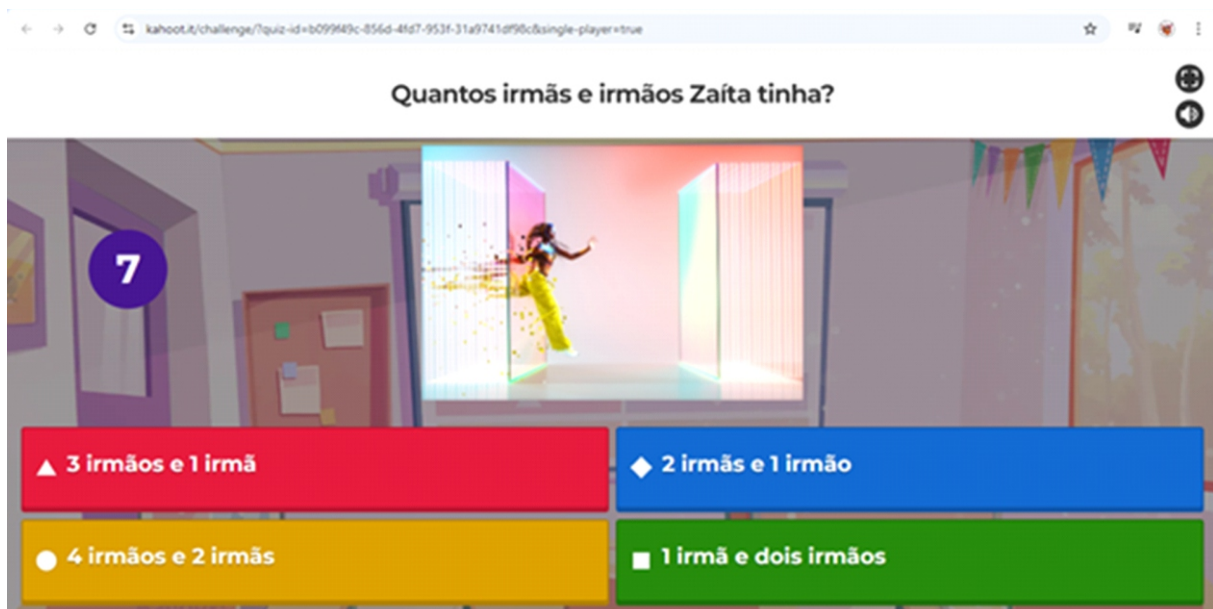 kahoot.it/challenge/?quiz-id=b099f49c-856d-4fd7-953f-31a9741df98c&single-player=true
Quantos irmãs e irmãos Zaíta tinha?
7
3 irmãos e 1 irmã
2 irmãs e 1 irmão
4 irmãos e 2 irmãs
1 irmã e dois irmãos